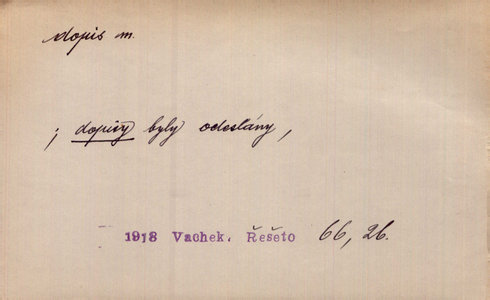 dopis m.
; dopisy byly odeslány,
1918 Vachek. Řešeto 66, 26.